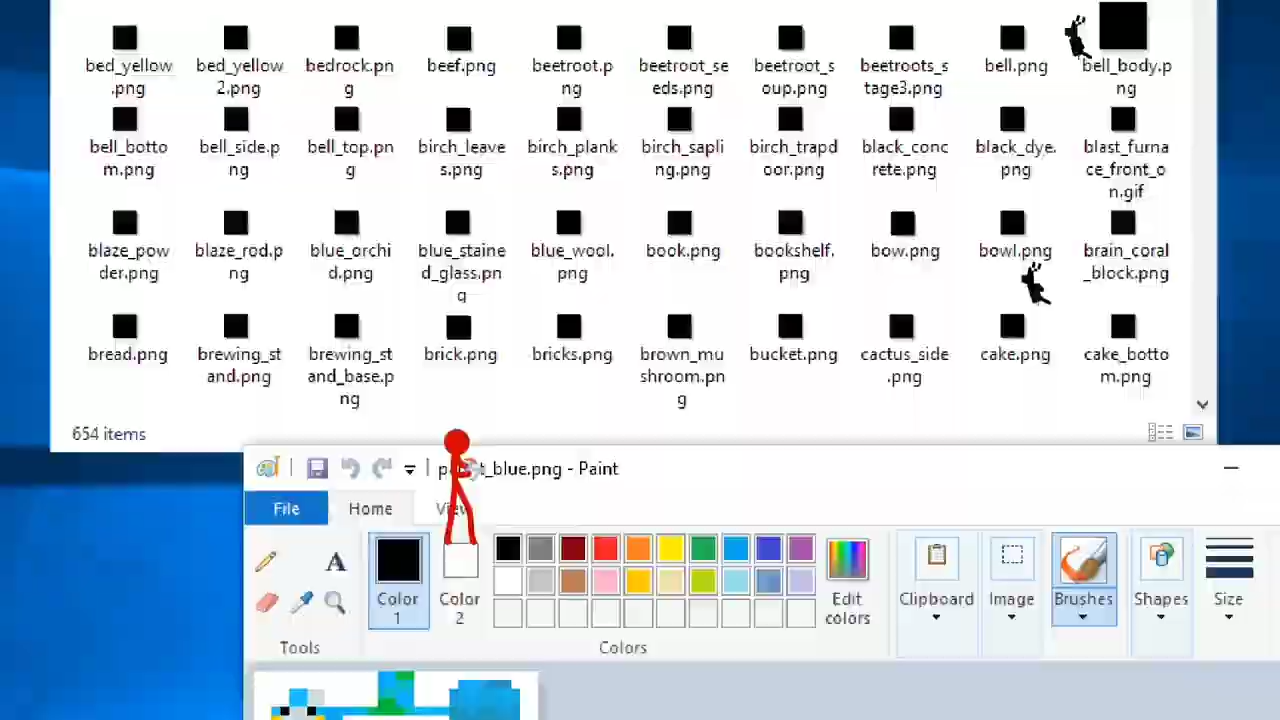 bed_yellow bed_yellow bedrock.pn beef.png beetroot.p beetroot_se beetroot_s beetroots_s bell.png bell_body.p
.png 2.png g ng eds.png oup.png tage3.png ng
bell_botto bell_side.p bell_top.pn birch_leave birch_plank birch_sapli birch_trapd black_conc black_dye. blast_furna
m.png ng g s.png s.png ng.png oor.png rete.png png ce_front_o
n.gif
blaze_pow blaze_rod.p blue_orchi blue_staine blue_wool. book.png bookshelf. bow.png bowl.png brain_coral
der.png ng d.png d_glass.pn png png _block.png
g
bread.png brewing_st brewing_st brick.png bricks.png brown_mu bucket.png cactus_side cake.png cake_botto
and.png and_base.p shroom.pn .png m.png
ng g
654 items
_blue.png - Paint
File Home
A
Color Color Edit Clipboard Image Brushes Shapes Size
1 2 colors
Tools Colors